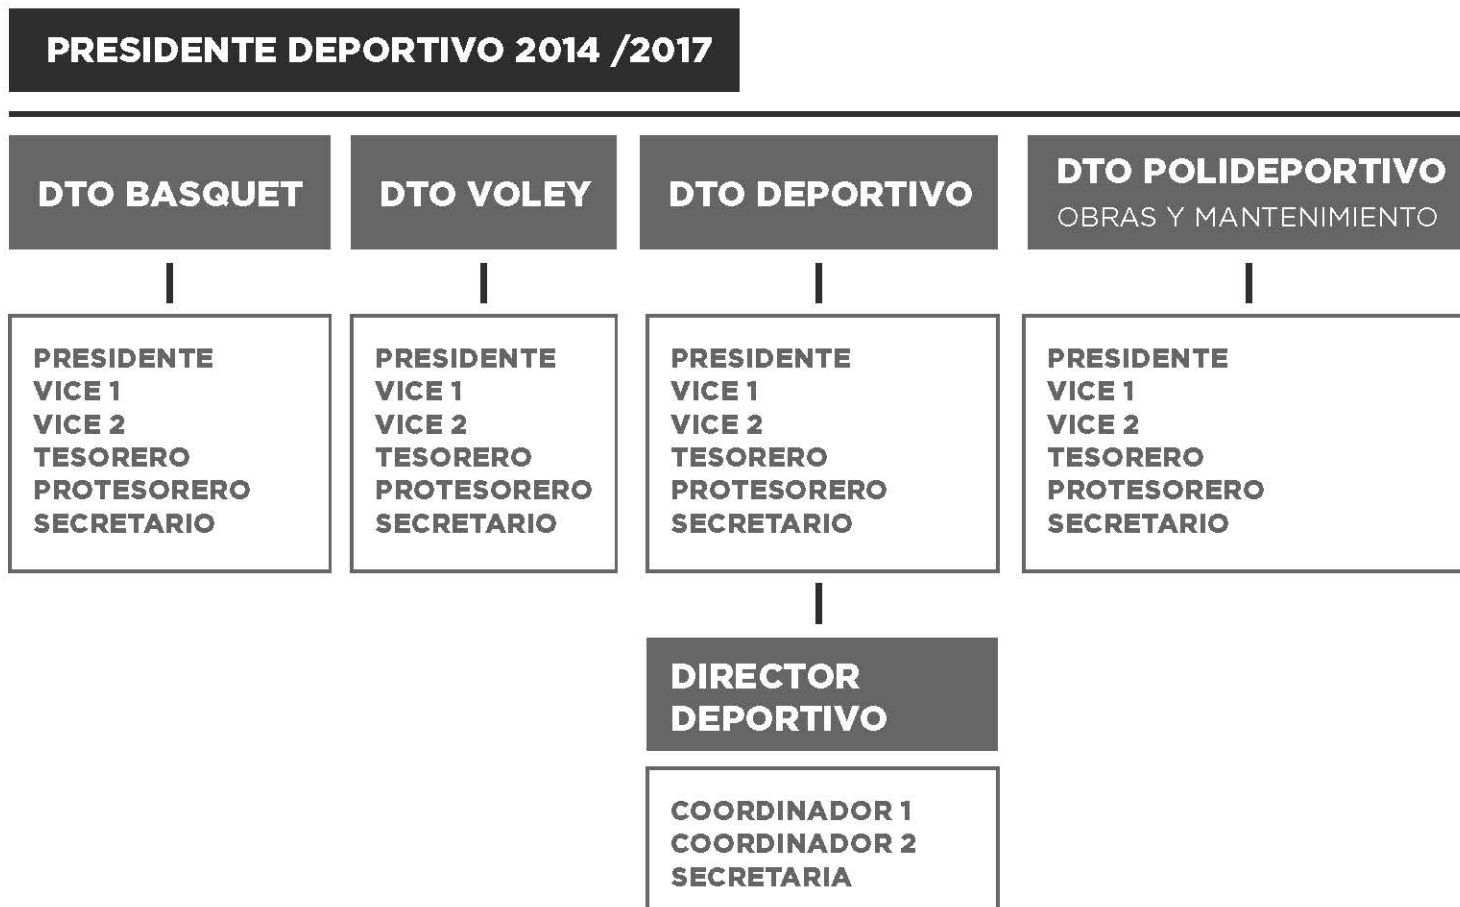 PRESIDENTE DEPORTIVO 2014 /2017
DTO BASQUET
PRESIDENTE
VICE 1
VICE 2
TESORERO
PROTESORERO
SECRETARIO
DTO VOLEY
PRESIDENTE
VICE 1
VICE 2
TESORERO
PROTESORERO
SECRETARIO
DTO DEPORTIVO
PRESIDENTE
VICE 1
VICE 2
TESORERO
PROTESORERO
SECRETARIO
DIRECTOR
DEPORTIVO
COORDINADOR 1
COORDINADOR 2
SECRETARIA
DTO POLIDEPORTIVO
OBRAS Y MANTENIMIENTO
PRESIDENTE
VICE 1
VICE 2
TESORERO
PROTESORERO
SECRETARIO